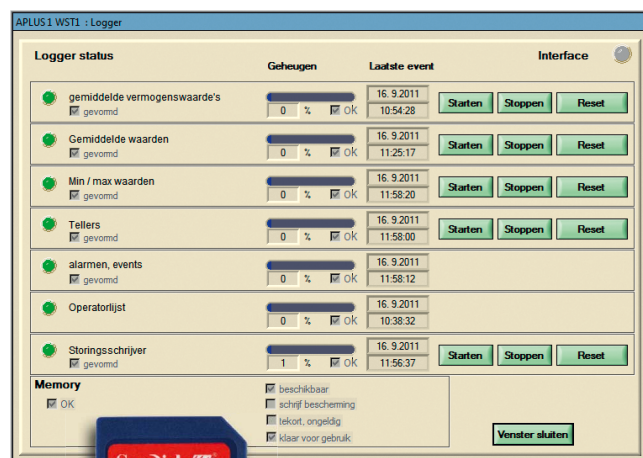 APLUS1 WST1 : Logger
Logger status
Geheugen
Laatste event
Interface
gemiddelde vermogenswaarde's
gevormd
0 % OK
16. 9.2011
10:54:28
Starten Stoppen Reset
Gemiddelde waarden
gevormd
0 % OK
16. 9.2011
11:25:17
Starten Stoppen Reset
Min / max waarden
gevormd
0 % OK
16. 9.2011
11:58:20
Starten Stoppen Reset
Tellers
gevormd
0 % OK
16. 9.2011
11:58:00
Starten Stoppen Reset
alarmen, events
gevormd
0 % OK
16. 9.2011
11:58:12
Operatorlijst
0 % OK
16. 9.2011
10:38:32
Storingsschrijver
gevormd
1 % OK
16. 9.2011
11:56:37
Starten Stoppen Reset
Memory
OK
beschikbaar
schrijf bescherming
tekort, ongeldig
klaar voor gebruik
Venster sluiten
SanDisk